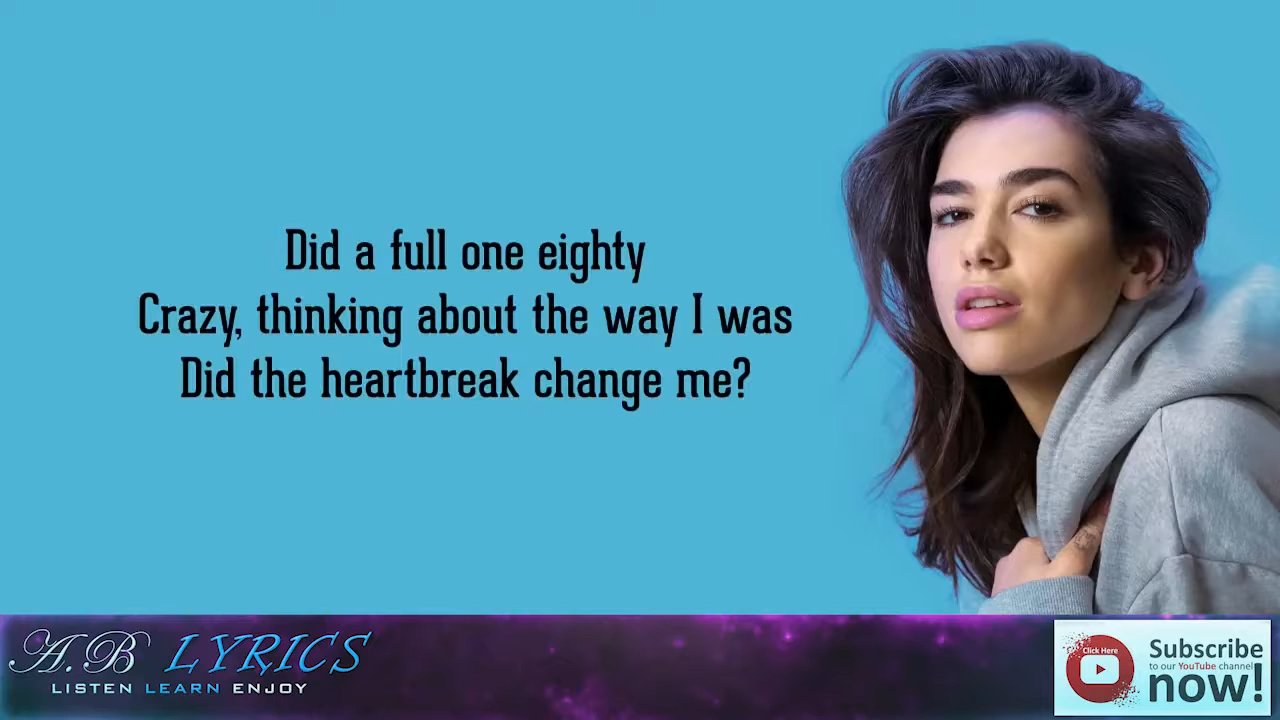 Did a full one eighty
Crazy, thinking about the way I was
Did the heartbreak change me?
A.B LYRICS
LISTEN LEARN ENJOY
Click Here
Subscribe
to our YouTube channel
now!